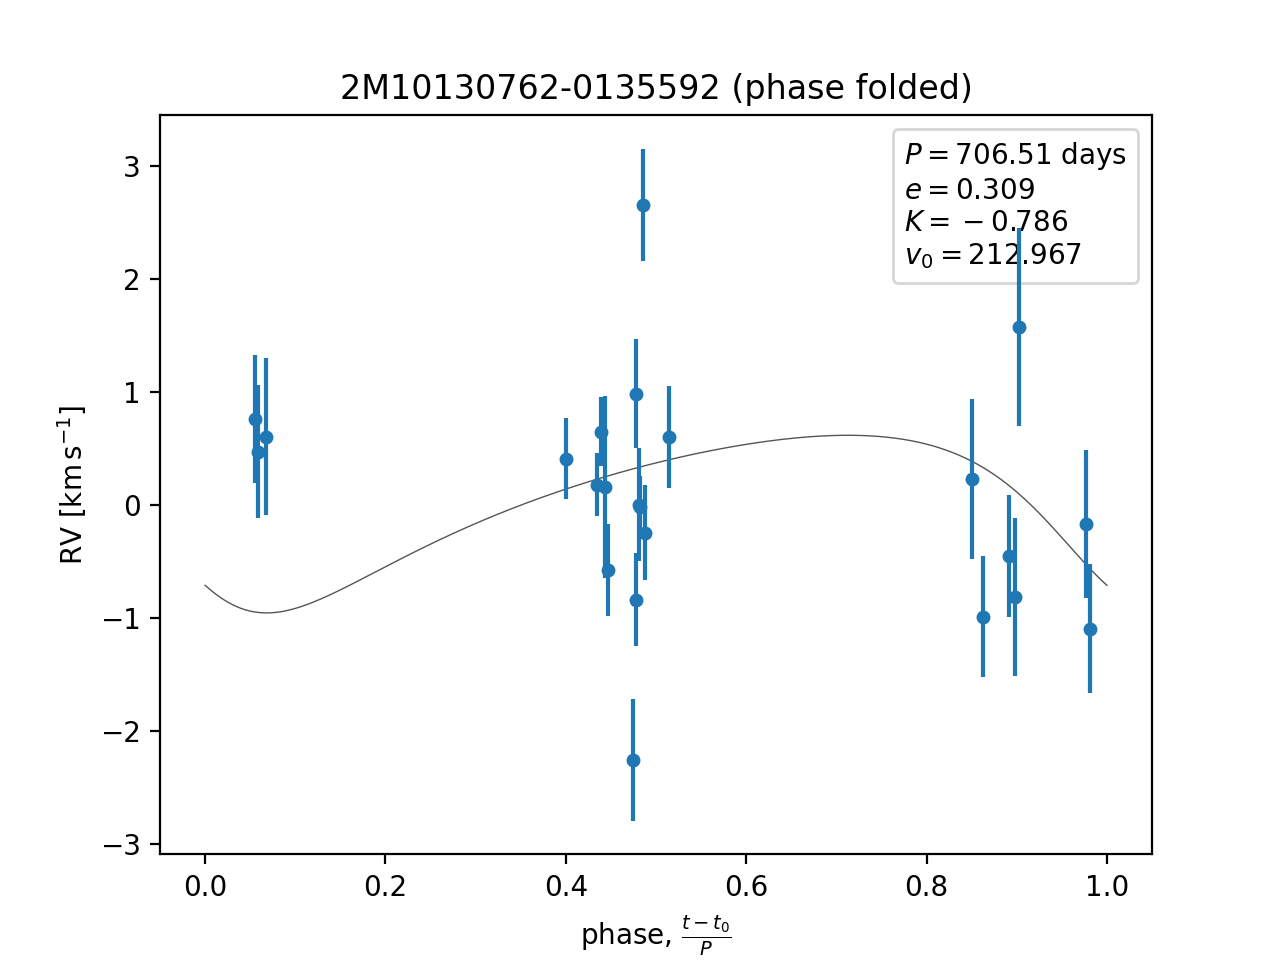 2M10130762-0135592 (phase folded)
P = 706.51 days
e = 0.309
K = −0.786
v₀ = 212.967
3
2
1
0
−1
−2
−3
RV [km s⁻¹]
0.0 0.2 0.4 0.6 0.8 1.0
phase, (t − t₀)/P